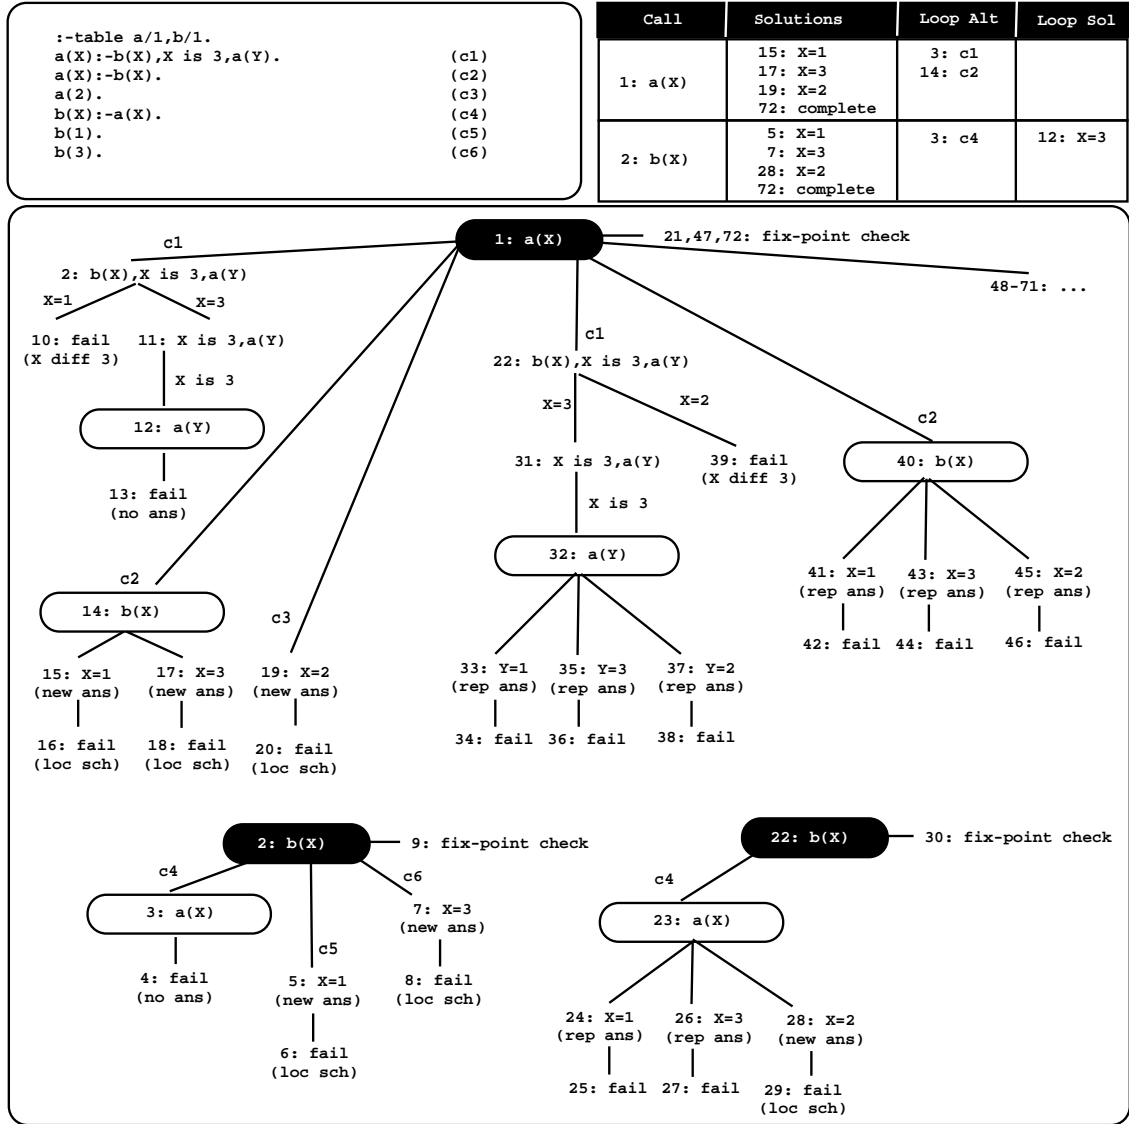 :-table a/1,b/1.
a(X):-b(X),X is 3,a(Y). (c1)
a(X):-b(X). (c2)
a(2). (c3)
b(X):-a(X). (c4)
b(1). (c5)
b(3). (c6)
Call Solutions Loop Alt Loop Sol
1: a(X)
15: X=1
17: X=3
19: X=2
72: complete
3: c1
14: c2
2: b(X)
5: X=1
7: X=3
28: X=2
72: complete
3: c4
12: X=3
1: a(X)
21,47,72: fix-point check
c1
2: b(X),X is 3,a(Y)
X=1
X=3
10: fail
(X diff 3)
11: X is 3,a(Y)
X is 3
12: a(Y)
13: fail
(no ans)
c2
14: b(X)
15: X=1
(new ans)
16: fail
(loc sch)
17: X=3
(new ans)
18: fail
(loc sch)
c3
19: X=2
(new ans)
20: fail
(loc sch)
c1
22: b(X),X is 3,a(Y)
X=3
X=2
31: X is 3,a(Y)
X is 3
39: fail
(X diff 3)
32: a(Y)
33: Y=1
(rep ans)
34: fail
35: Y=3
(rep ans)
36: fail
37: Y=2
(rep ans)
38: fail
c2
40: b(X)
41: X=1
(rep ans)
42: fail
43: X=3
(rep ans)
44: fail
45: X=2
(rep ans)
46: fail
48-71: ...
2: b(X)
9: fix-point check
c4
3: a(X)
4: fail
(no ans)
c5
5: X=1
(new ans)
6: fail
(loc sch)
c6
7: X=3
(new ans)
8: fail
(loc sch)
22: b(X)
30: fix-point check
c4
23: a(X)
24: X=1
(rep ans)
25: fail
26: X=3
(rep ans)
27: fail
28: X=2
(new ans)
29: fail
(loc sch)